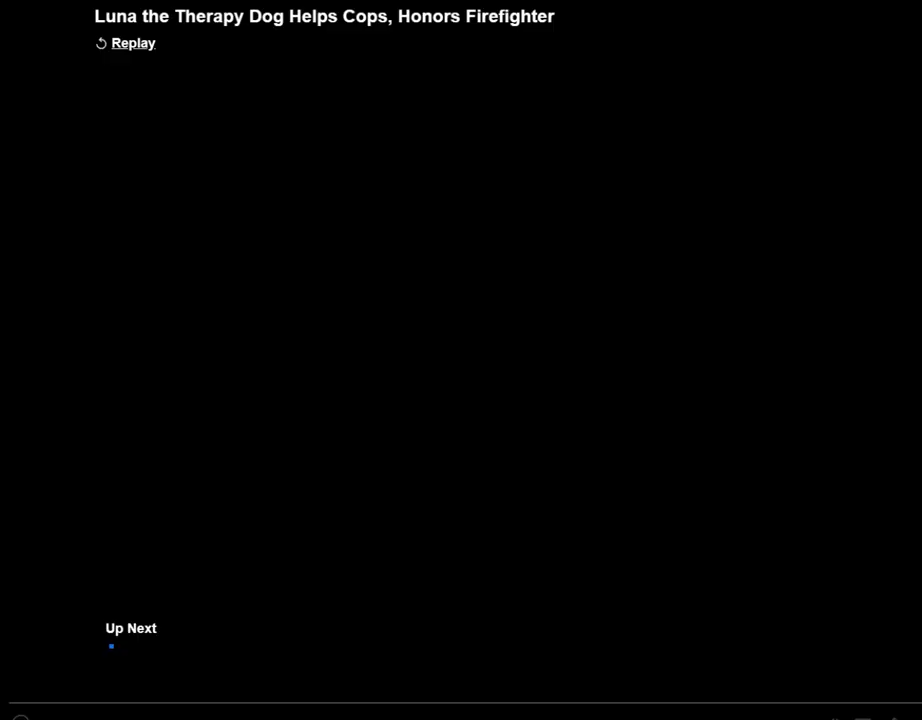 Luna the Therapy Dog Helps Cops, Honors Firefighter
Replay
Up Next